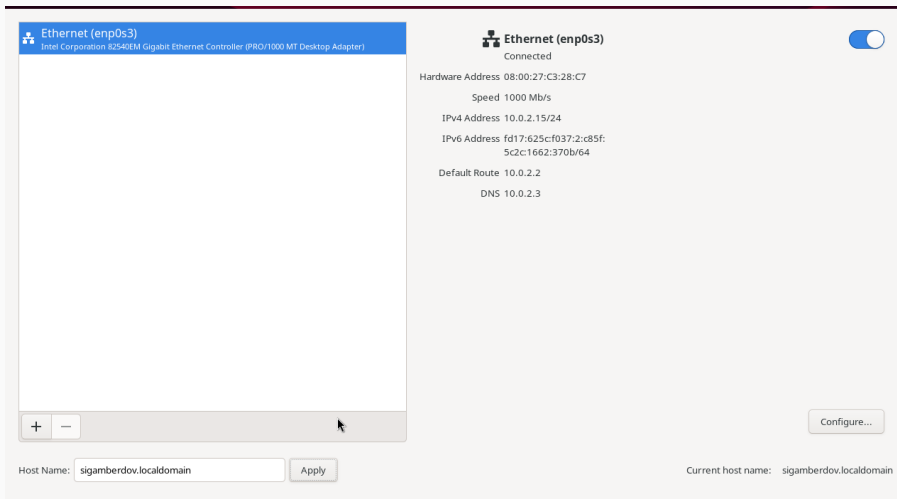 Ethernet (enp0s3)
Intel Corporation 82540EM Gigabit Ethernet Controller (PRO/1000 MT Desktop Adapter)
Ethernet (enp0s3)
Connected
Hardware Address 08:00:27:C3:28:C7
Speed 1000 Mb/s
IPv4 Address 10.0.2.15/24
IPv6 Address fd17:625c:f037:2:c85f:
5c2c:1662:370b/64
Default Route 10.0.2.2
DNS 10.0.2.3
+ −
Configure...
Host Name: sigamberdov.localdomain Apply
Current host name: sigamberdov.localdomain